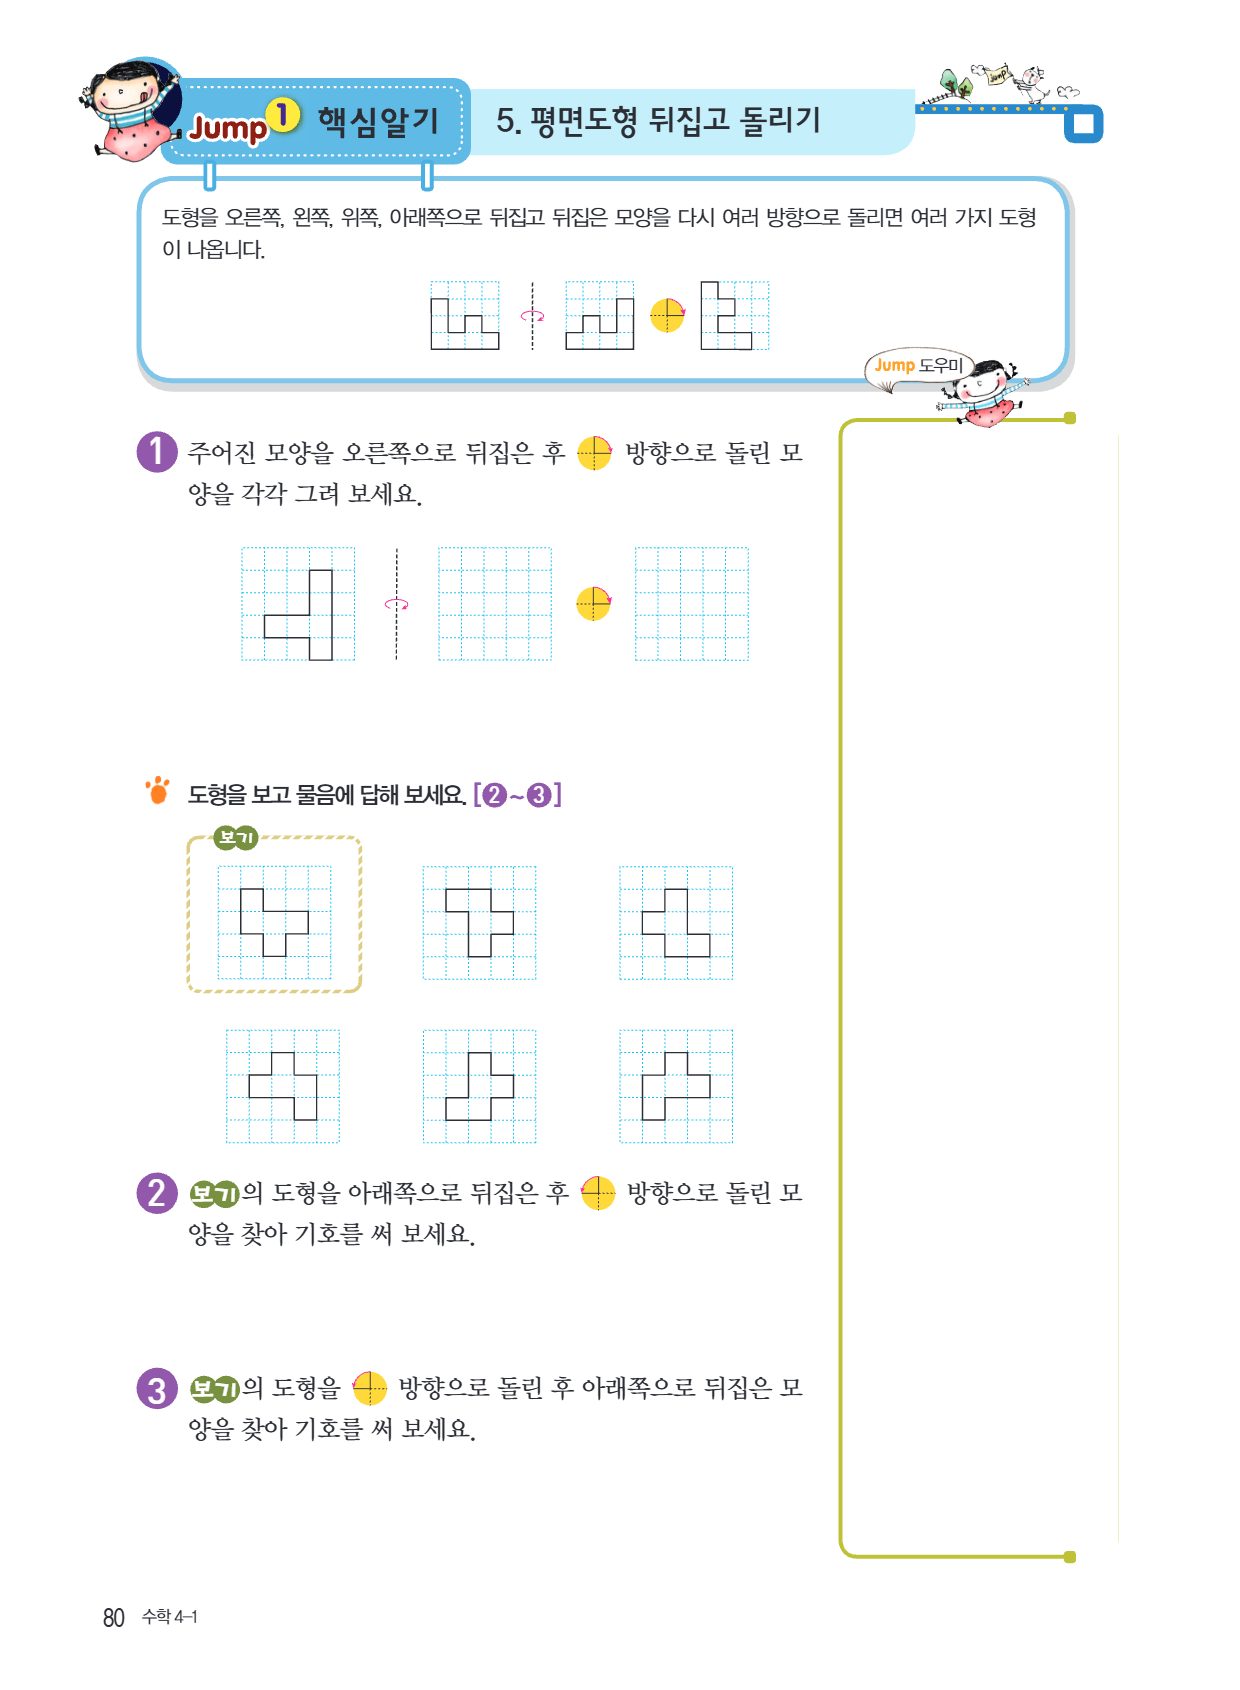 Jump 1 핵심알기 5. 평면도형 뒤집고 돌리기
Jump
도형을 오른쪽, 왼쪽, 위쪽, 아래쪽으로 뒤집고 뒤집은 모양을 다시 여러 방향으로 돌리면 여러 가지 도형
이 나옵니다.
Jump 도우미
1 주어진 모양을 오른쪽으로 뒤집은 후 방향으로 돌린 모
양을 각각 그려 보세요.
도형을 보고 물음에 답해 보세요. [2~3]
보기
2 보기의 도형을 아래쪽으로 뒤집은 후 방향으로 돌린 모
양을 찾아 기호를 써 보세요.
3 보기의 도형을 방향으로 돌린 후 아래쪽으로 뒤집은 모
양을 찾아 기호를 써 보세요.
80 수학 4-1